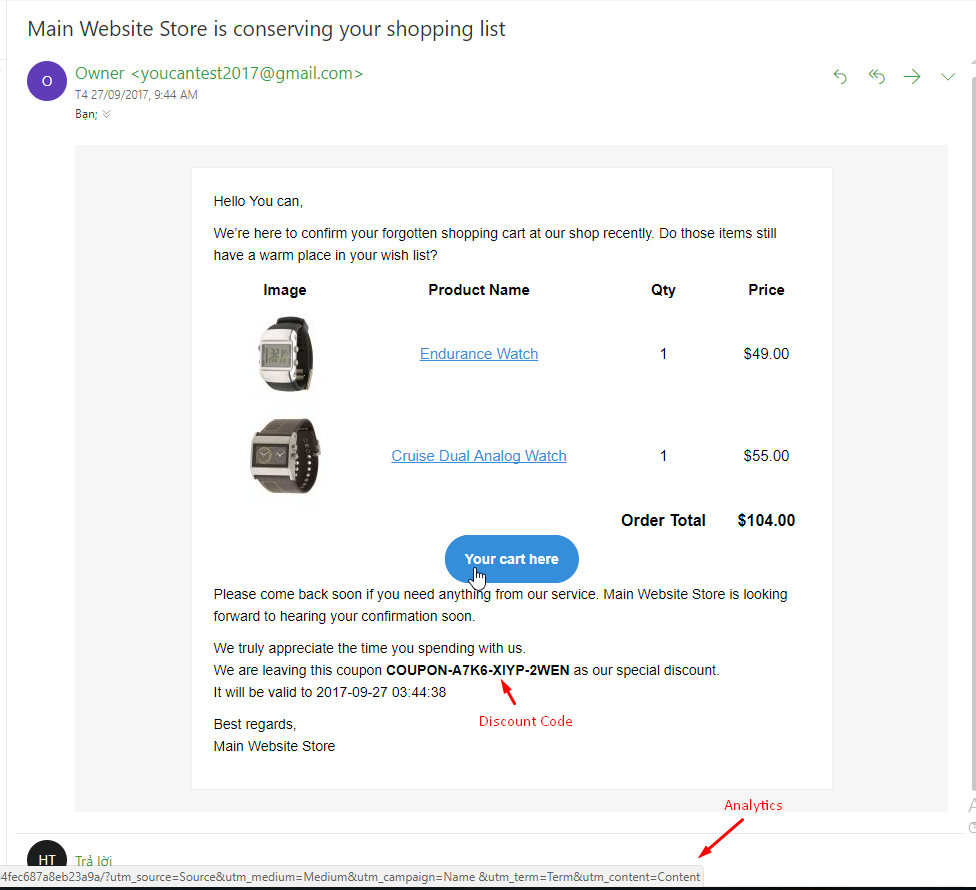 Main Website Store is conserving your shopping list
O
Owner <youcantest2017@gmail.com>
T4 27/09/2017, 9:44 AM
Bạn;
Hello You can,
We’re here to confirm your forgotten shopping cart at our shop recently. Do those items still
have a warm place in your wish list?
Image Product Name Qty Price
Endurance Watch 1 $49.00
Cruise Dual Analog Watch 1 $55.00
Order Total $104.00
Your cart here
Please come back soon if you need anything from our service. Main Website Store is looking
forward to hearing your confirmation soon.
We truly appreciate the time you spending with us.
We are leaving this coupon COUPON-A7K6-XIYP-2WEN as our special discount.
It will be valid to 2017-09-27 03:44:38
Discount Code
Best regards,
Main Website Store
Analytics
HT
Trả lời
4fec687a8eb23a9a/?utm_source=Source&utm_medium=Medium&utm_campaign=Name &utm_term=Term&utm_content=Content